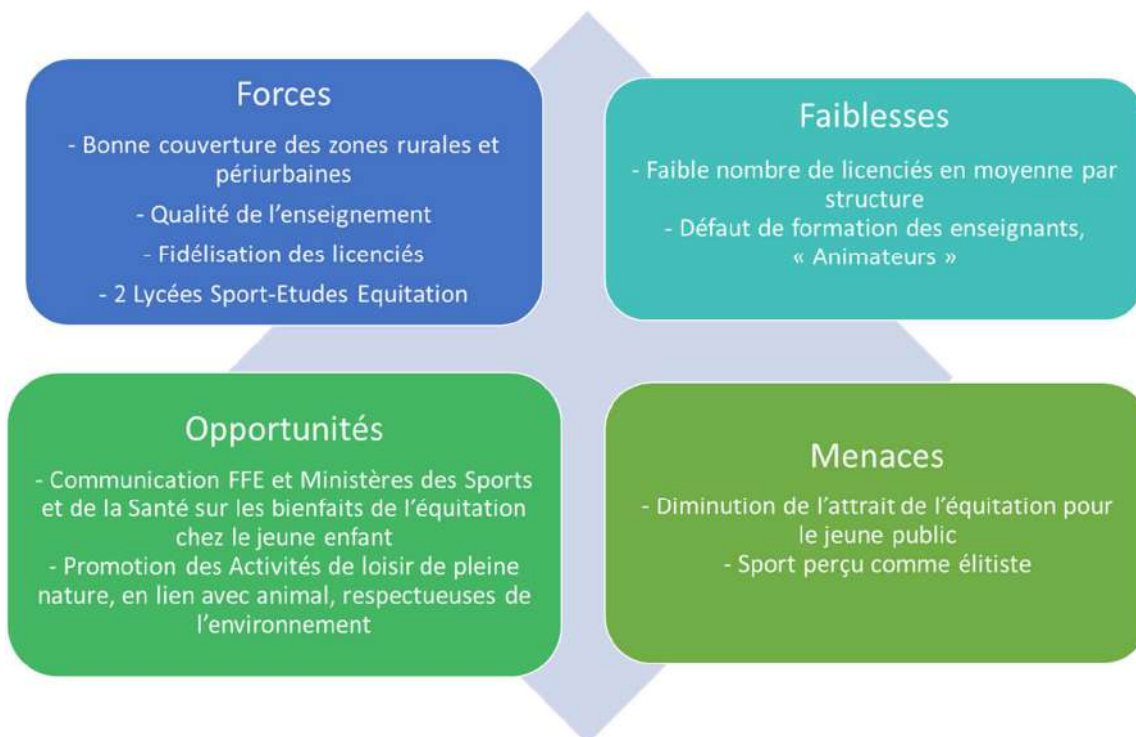 Forces
- Bonne couverture des zones rurales et
périurbaines
- Qualité de l'enseignement
- Fidélisation des licenciés
- 2 Lycées Sport-Etudes Equitation
Faiblesses
- Faible nombre de licenciés en moyenne par
structure
- Défaut de formation des enseignants,
« Animateurs »
Opportunités
- Communication FFE et Ministères des Sports
et de la Santé sur les bienfaits de l'équitation
chez le jeune enfant
- Promotion des Activités de loisir de pleine
nature, en lien avec animal, respectueuses de
l'environnement
Menaces
- Diminution de l'attrait de l'équitation pour
le jeune public
- Sport perçu comme élitiste